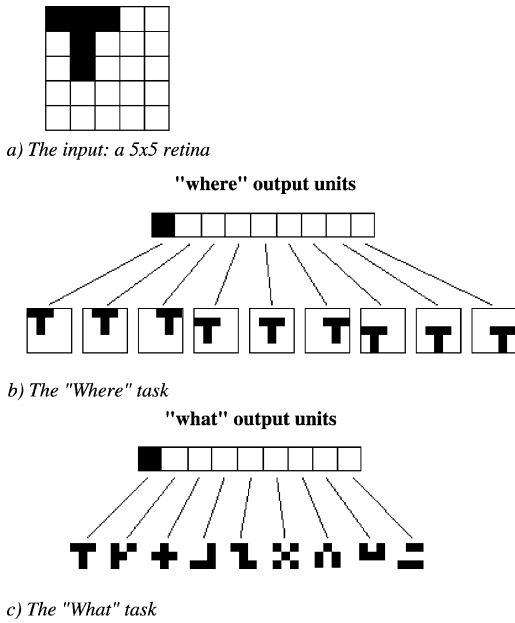 a) The input: a 5x5 retina
"where" output units
b) The "Where" task
"what" output units
c) The "What" task